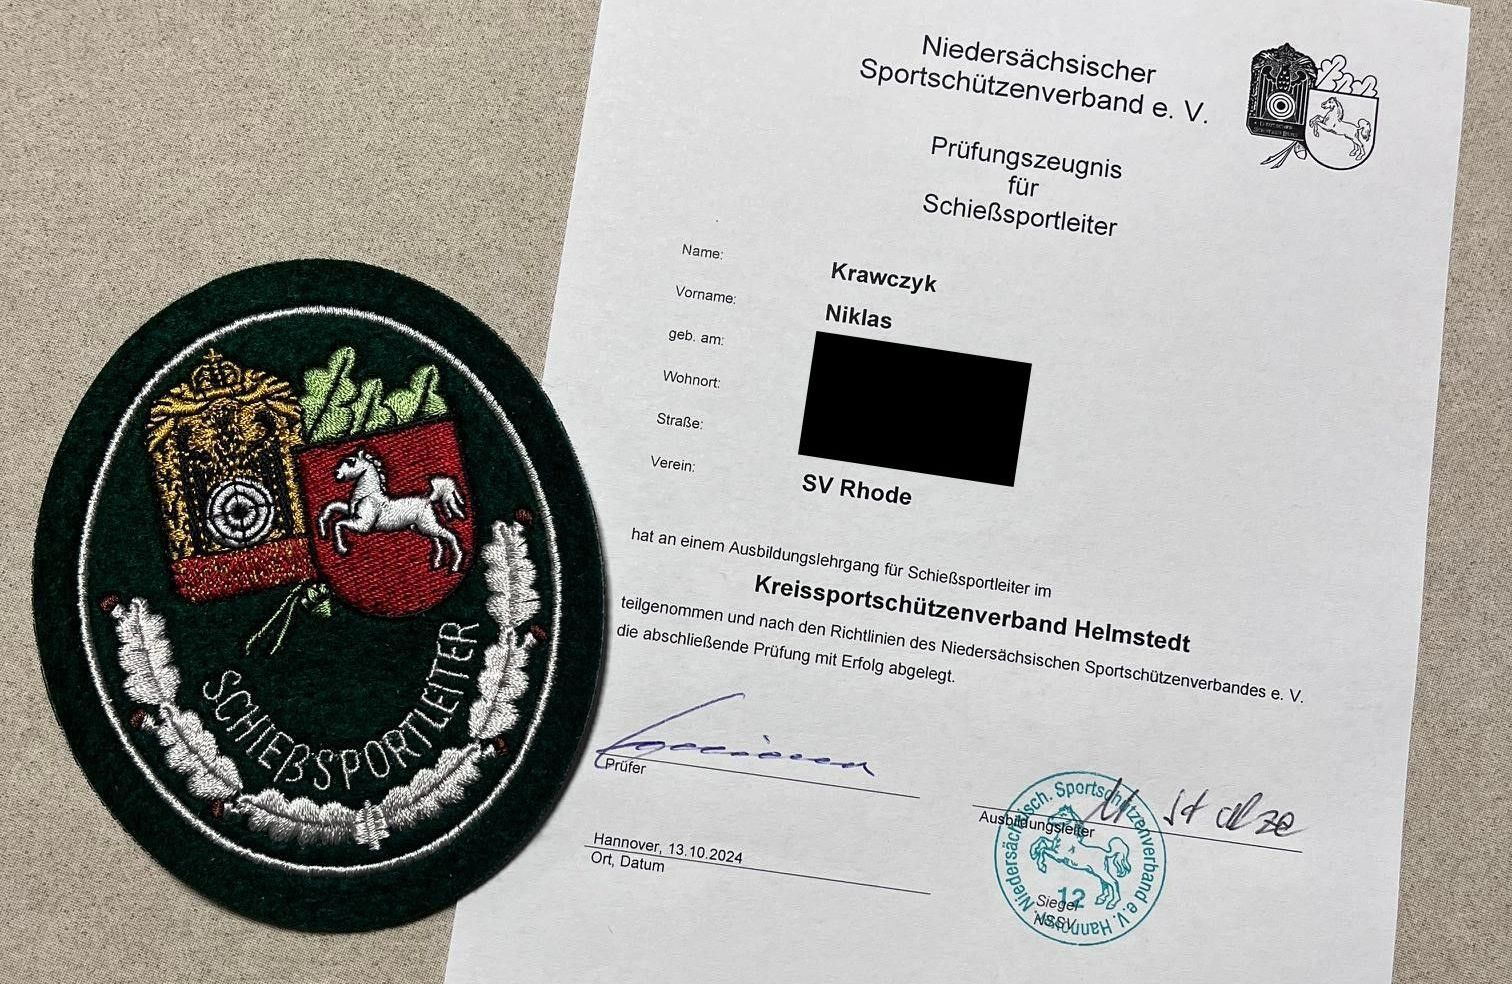 Niedersächsischer
Sportschützenverband e. V.
Prüfungszeugnis
für
Schießsportleiter
Name:
Krawczyk
Vorname:
Niklas
geb. am:
Wohnort:
Straße:
Verein:
SV Rhode
hat an einem Ausbildungslehrgang für Schießsportleiter im
Kreissportschützenverband Helmstedt
teilgenommen und nach den Richtlinien des Niedersächsischen Sportschützenverbandes e. V.
die abschließende Prüfung mit Erfolg abgelegt.
Prüfer
Ausbildungsleiter
Hannover, 13.10.2024
Ort, Datum
Siegel
NSSV
Niedersächsisch. Sportschützenverband e.V. Hannover
12
SCHIEßSPORTLEITER